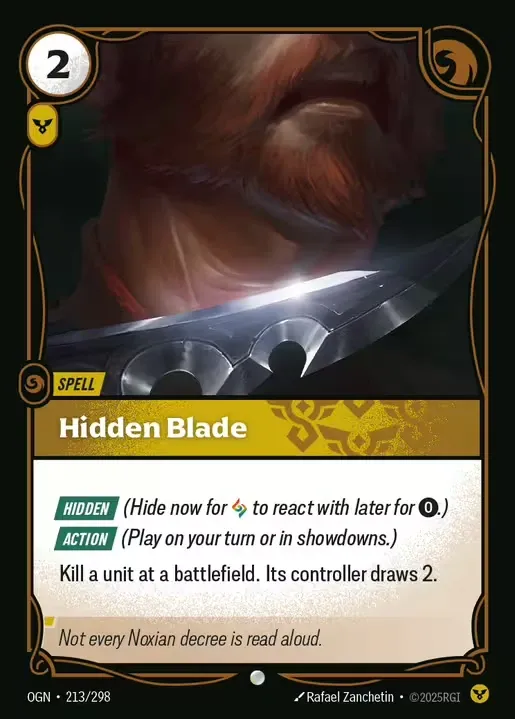 2
SPELL
Hidden Blade
HIDDEN (Hide now for to react with later for 0.)
ACTION (Play on your turn or in showdowns.)
Kill a unit at a battlefield. Its controller draws 2.
Not every Noxian decree is read aloud.
OGN • 213/298
Rafael Zanchetin • ©2025RGI